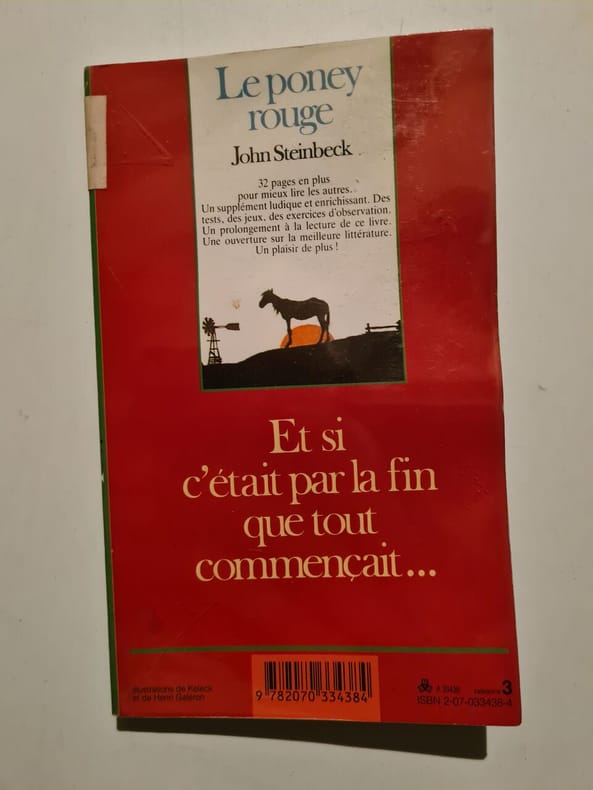 Le poney
rouge
John Steinbeck
32 pages en plus
pour mieux lire les autres.
Un supplément ludique et enrichissant. Des
tests, des jeux, des exercices d'observation.
Un prolongement à la lecture de ce livre.
Une ouverture sur la meilleure littérature.
Un plaisir de plus !
Et si
c'était par la fin
que tout
commençait...
illustrations de Keleck
et de Henri Galeron
9 782070 334384
catégorie 3
ISBN 2-07-033438-4